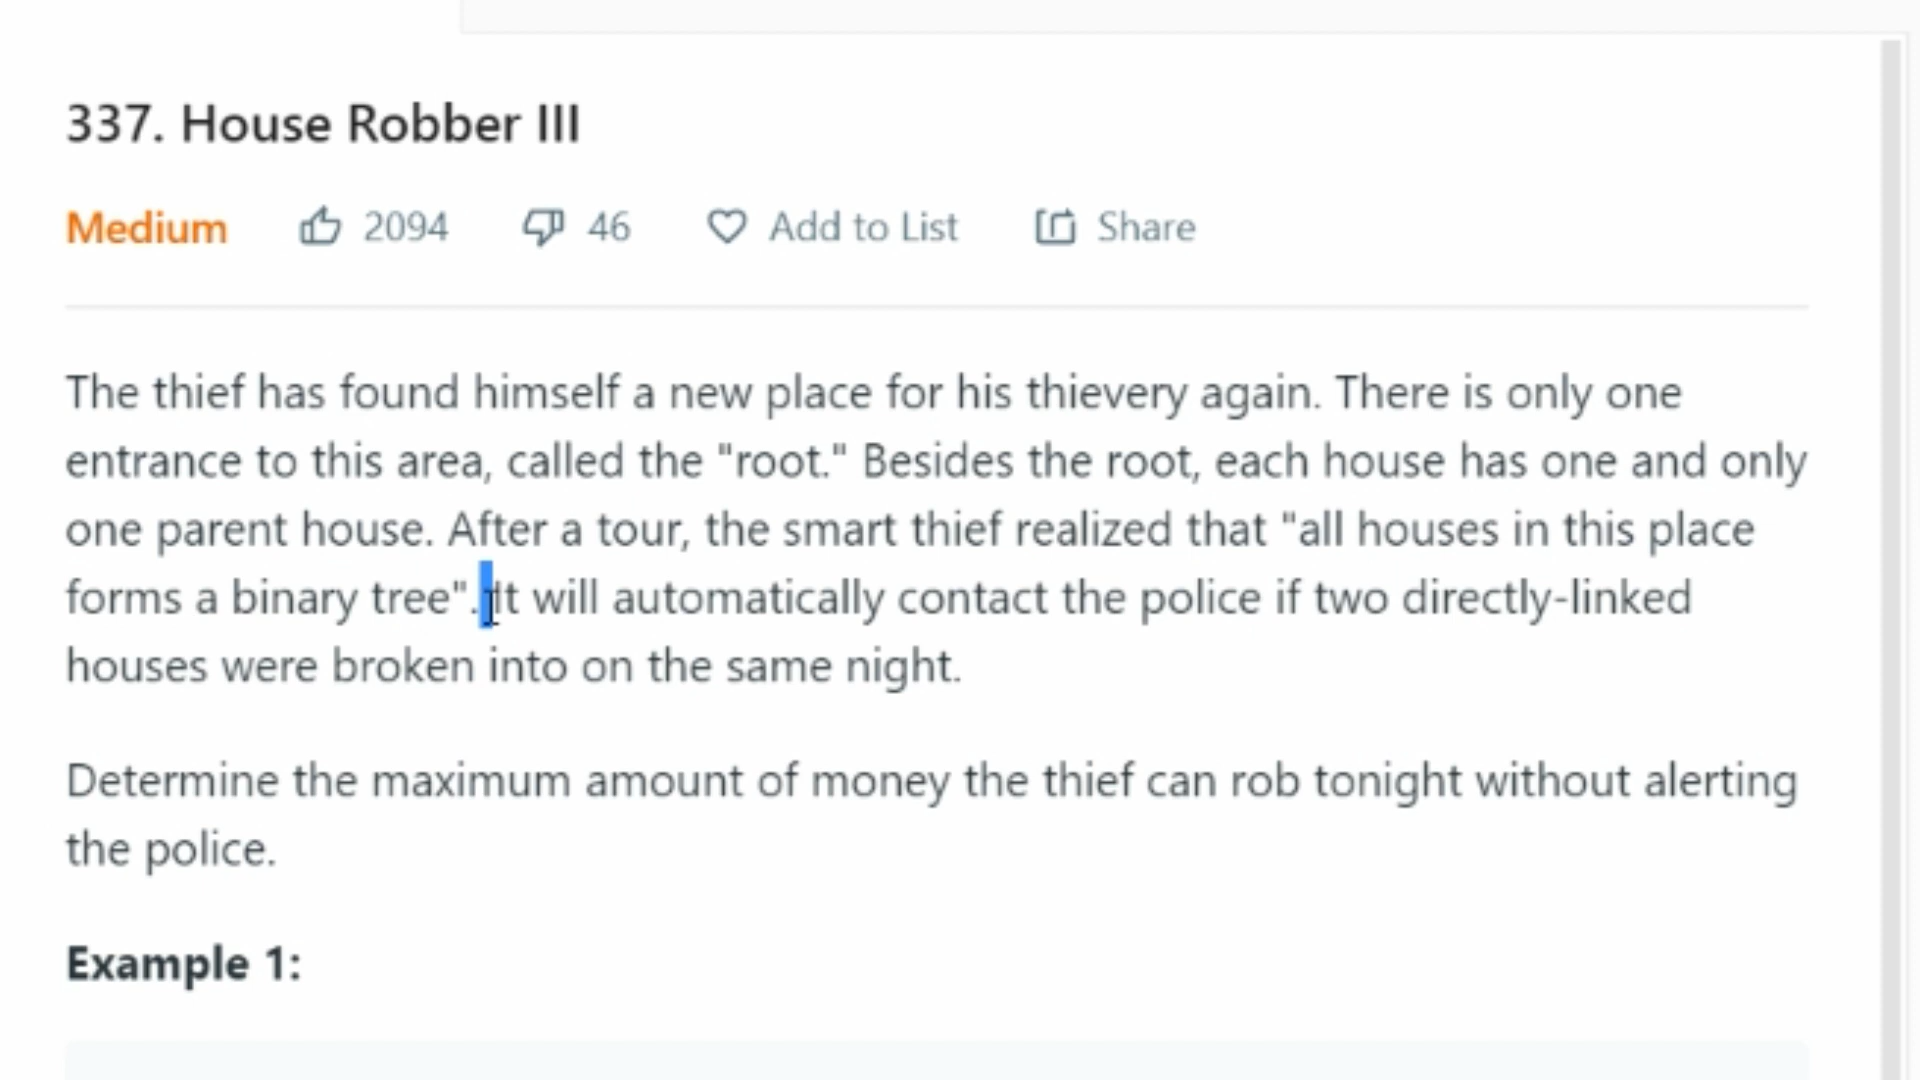 337. House Robber III
Medium 2094 46 Add to List Share
The thief has found himself a new place for his thievery again. There is only one
entrance to this area, called the "root." Besides the root, each house has one and only
one parent house. After a tour, the smart thief realized that "all houses in this place
forms a binary tree". It will automatically contact the police if two directly-linked
houses were broken into on the same night.
Determine the maximum amount of money the thief can rob tonight without alerting
the police.
Example 1: